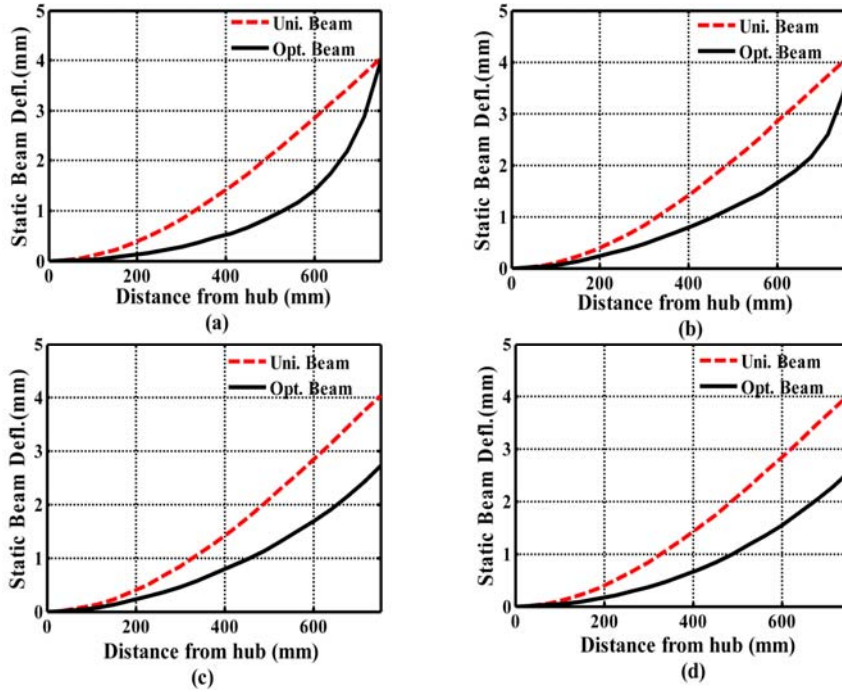 5
Uni. Beam
Opt. Beam
4
3
2
1
0
Static Beam Defl.(mm)
0 200 400 600
Distance from hub (mm)
(a)
5
Uni. Beam
Opt. Beam
4
3
2
1
0
Static Beam Defl.(mm)
0 200 400 600
Distance from hub (mm)
(b)
5
Uni. Beam
Opt. Beam
4
3
2
1
0
Static Beam Defl.(mm)
0 200 400 600
Distance from hub (mm)
(c)
5
Uni. Beam
Opt. Beam
4
3
2
1
0
Static Beam Defl.(mm)
0 200 400 600
Distance from hub (mm)
(d)